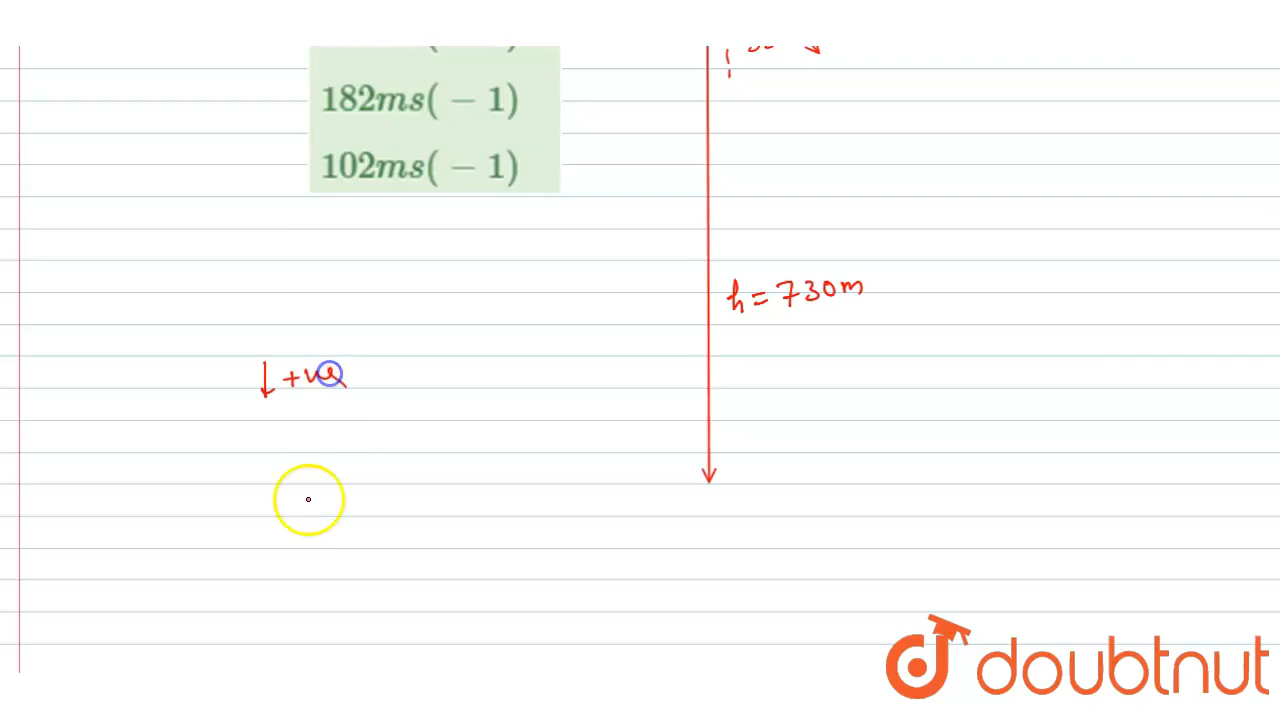 182ms(−1)
102ms(−1)
h = 730m
↓ +ve
doubtnut